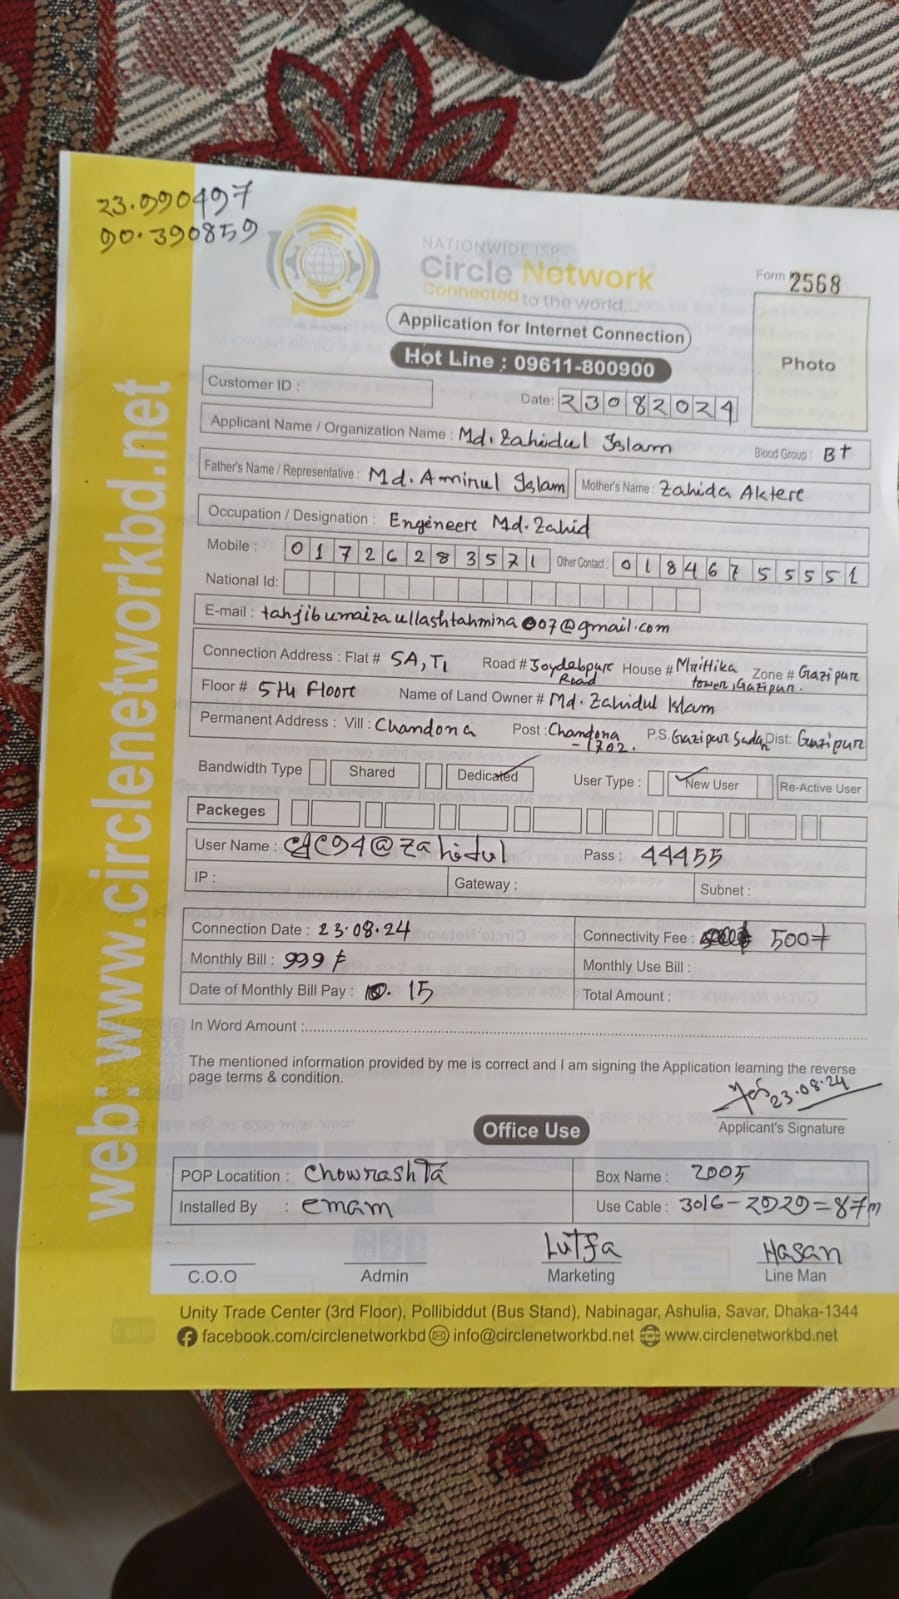 23.990497
90.390859
NATIONWIDE ISP
Circle Network
Connected to the world....
Form 2568
Application for Internet Connection
Photo
Hot Line : 09611-800900
Customer ID :
Date: 23082024
Applicant Name / Organization Name : Md. Zahidul Islam Blood Group : B+
Father's Name / Representative : Md. Aminul Islam Mother's Name : Zahida Aktere
Occupation / Designation : Engineere Md. Zahid
Mobile : 01726283571 Other Contact : 01846755551
National Id:
E-mail : tahjibumaizaullashtahmina007@gmail.com
Connection Address : Flat # 5A, T1 Road # Joydebpure Road House # Mrittika tower, Gazipur. Zone # Gazipure
Floor # 5TH Floore Name of Land Owner # Md. Zahidul Islam
Permanent Address : Vill : Chandona Post : Chandona -1702. P.S. Gazipur Sadar Dist: Gazipur
Bandwidth Type Shared Dedicated User Type : New User Re-Active User
Packeges
User Name : @Zahidul Pass : 44455
IP : Gateway : Subnet :
Connection Date : 23.08.24 Connectivity Fee : 500/=
Monthly Bill : 999 Monthly Use Bill :
Date of Monthly Bill Pay : 15 Total Amount :
In Word Amount :
The mentioned information provided by me is correct and I am signing the Application learning the reverse
page terms & condition.
23.08.24
Applicant's Signature
Office Use
POP Locatition : Chowrashta Box Name : 2005
Installed By : emam Use Cable : 3016-2929=87m
Lutfa Hasan
C.O.O Admin Marketing Line Man
Unity Trade Center (3rd Floor), Pollibiddut (Bus Stand), Nabinagar, Ashulia, Savar, Dhaka-1344
facebook.com/circlenetworkbd info@circlenetworkbd.net www.circlenetworkbd.net
web: www.circlenetworkbd.net